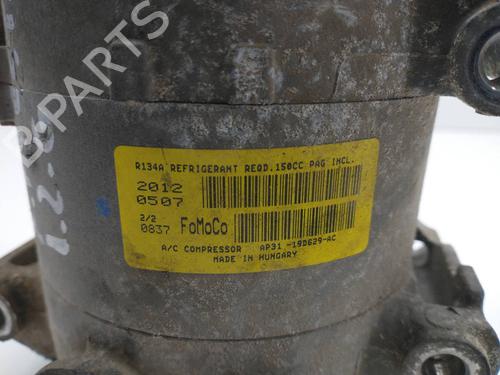 R134A REFRIGERANT REQD.150CC PAG INCL.
2012
0507
2/2
0837 FoMoCo
A/C COMPRESSOR AP31 -19D629-AC
MADE IN HUNGARY
B-PARTS